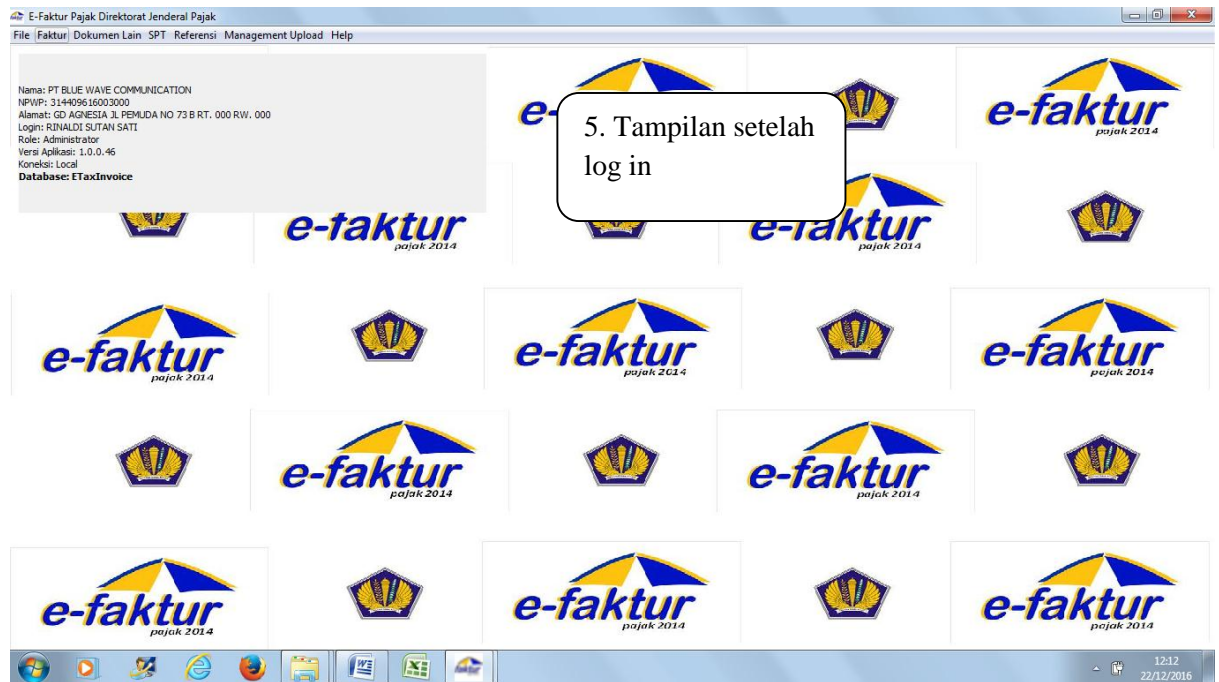 E-Faktur Pajak Direktorat Jenderal Pajak
File Faktur Dokumen Lain SPT Referensi Management Upload Help
Nama: PT BLUE WAVE COMMUNICATION
NPWP: 314409616003000
Alamat: GD AGNESIA JL PEMUDA NO 73 B RT. 000 RW. 000
Login: RINALDI SUTAN SATI
Role: Administrator
Versi Aplikasi: 1.0.0.46
Koneksi: Local
Database: ETaxInvoice
5. Tampilan setelah
log in
e-
e-faktur
pajak 2014
e-faktur
pajak 2014
e-faktur
pajak 2014
e-faktur
pajak 2014
e-faktur
pajak 2014
e-faktur
pajak 2014
e-faktur
pajak 2014
e-faktur
pajak 2014
e-faktur
pajak 2014
e-faktur
pajak 2014
e-faktur
pajak 2014
12:12
22/12/2016